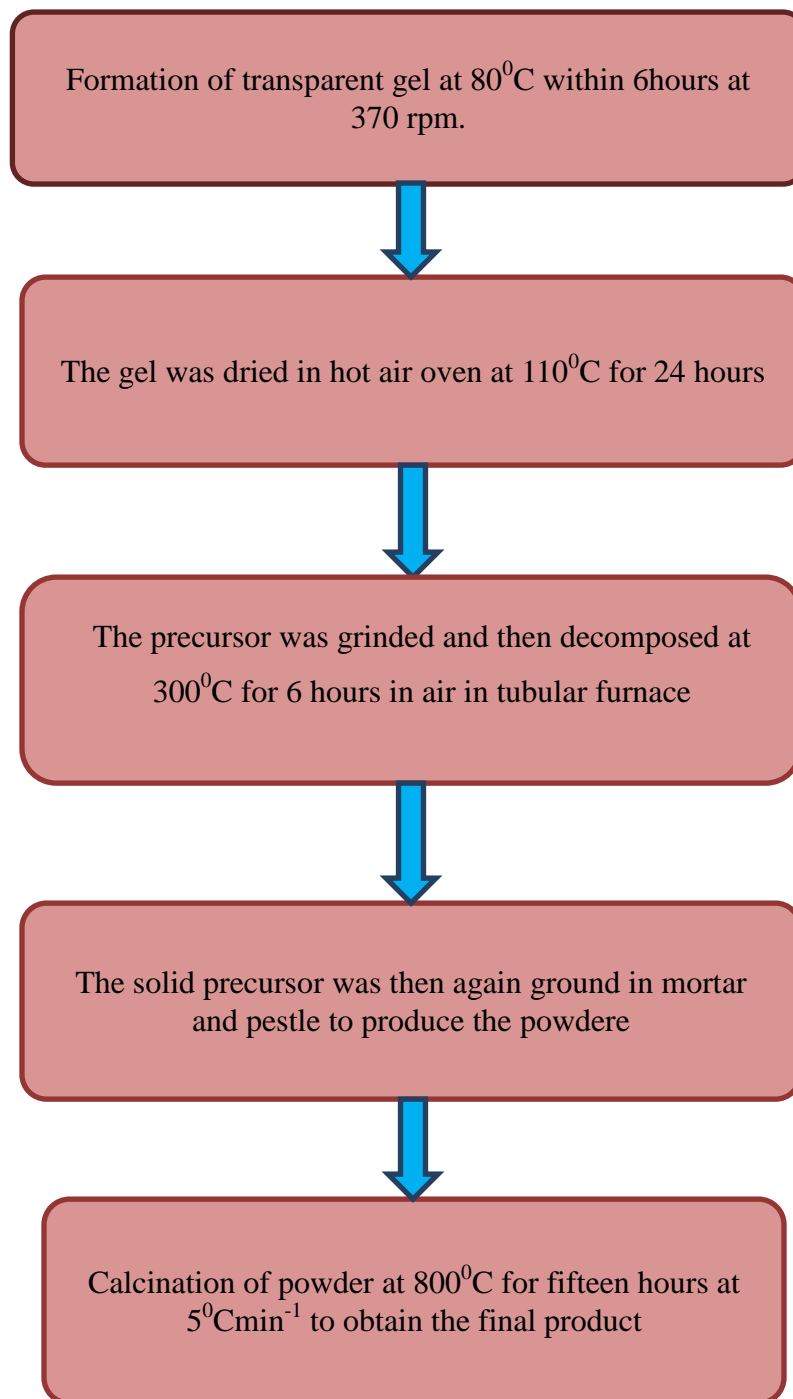 Formation of transparent gel at 80⁰C within 6hours at
370 rpm.
The gel was dried in hot air oven at 110⁰C for 24 hours
The precursor was grinded and then decomposed at
300⁰C for 6 hours in air in tubular furnace
The solid precursor was then again ground in mortar
and pestle to produce the powdere
Calcination of powder at 800⁰C for fifteen hours at
5⁰Cmin⁻¹ to obtain the final product